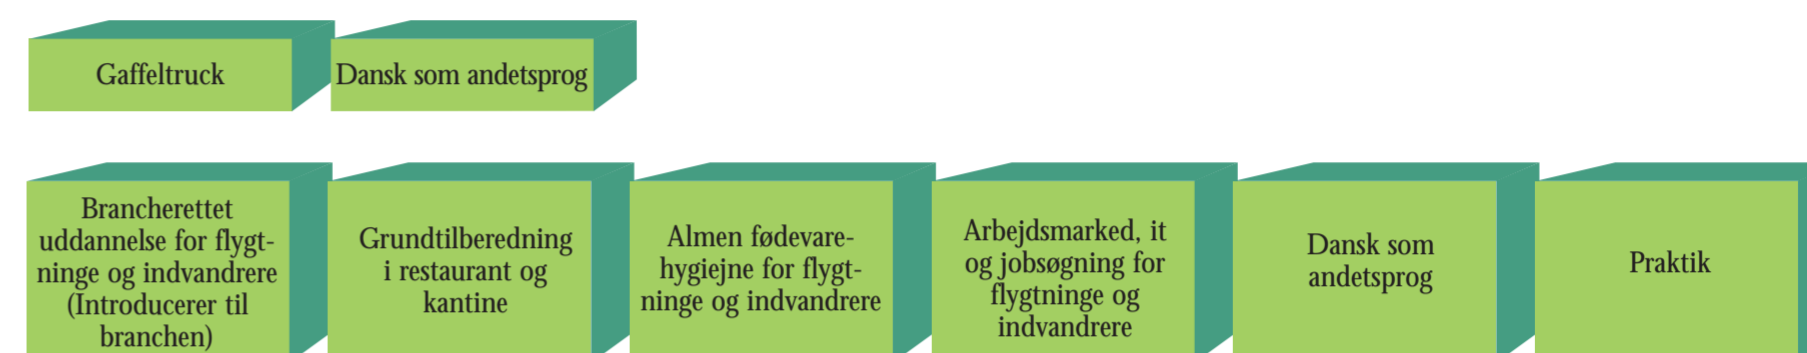 Gaffeltruck
Dansk som andetsprog
Brancherettet
uddannelse for flygt-
ninge og indvandrere
(Introducerer til
branchen)
Grundtilberedning
i restaurant og
kantine
Almen fødevare-
hygiejne for flygt-
ninge og indvandrere
Arbejdsmarked, it
og jobsøgning for
flygtninge og
indvandrere
Dansk som
andetsprog
Praktik